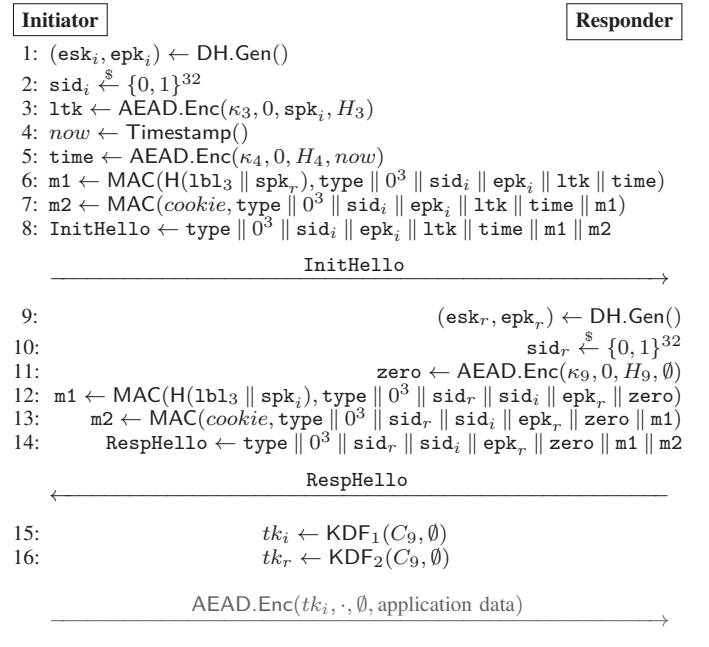 Initiator Responder
1: (esk_i, epk_i) ← DH.Gen()
2: sid_i ←$ {0, 1}^32
3: ltk ← AEAD.Enc(κ_3, 0, spk_i, H_3)
4: now ← Timestamp()
5: time ← AEAD.Enc(κ_4, 0, H_4, now)
6: m1 ← MAC(H(lbl_3 ∥ spk_r), type ∥ 0^3 ∥ sid_i ∥ epk_i ∥ ltk ∥ time)
7: m2 ← MAC(cookie, type ∥ 0^3 ∥ sid_i ∥ epk_i ∥ ltk ∥ time ∥ m1)
8: InitHello ← type ∥ 0^3 ∥ sid_i ∥ epk_i ∥ ltk ∥ time ∥ m1 ∥ m2
InitHello
9: (esk_r, epk_r) ← DH.Gen()
10: sid_r ←$ {0, 1}^32
11: zero ← AEAD.Enc(κ_9, 0, H_9, ∅)
12: m1 ← MAC(H(lbl_3 ∥ spk_i), type ∥ 0^3 ∥ sid_r ∥ sid_i ∥ epk_r ∥ zero)
13: m2 ← MAC(cookie, type ∥ 0^3 ∥ sid_r ∥ sid_i ∥ epk_r ∥ zero ∥ m1)
14: RespHello ← type ∥ 0^3 ∥ sid_r ∥ sid_i ∥ epk_r ∥ zero ∥ m1 ∥ m2
RespHello
15: tk_i ← KDF_1(C_9, ∅)
16: tk_r ← KDF_2(C_9, ∅)
AEAD.Enc(tk_i, ·, ∅, application data)